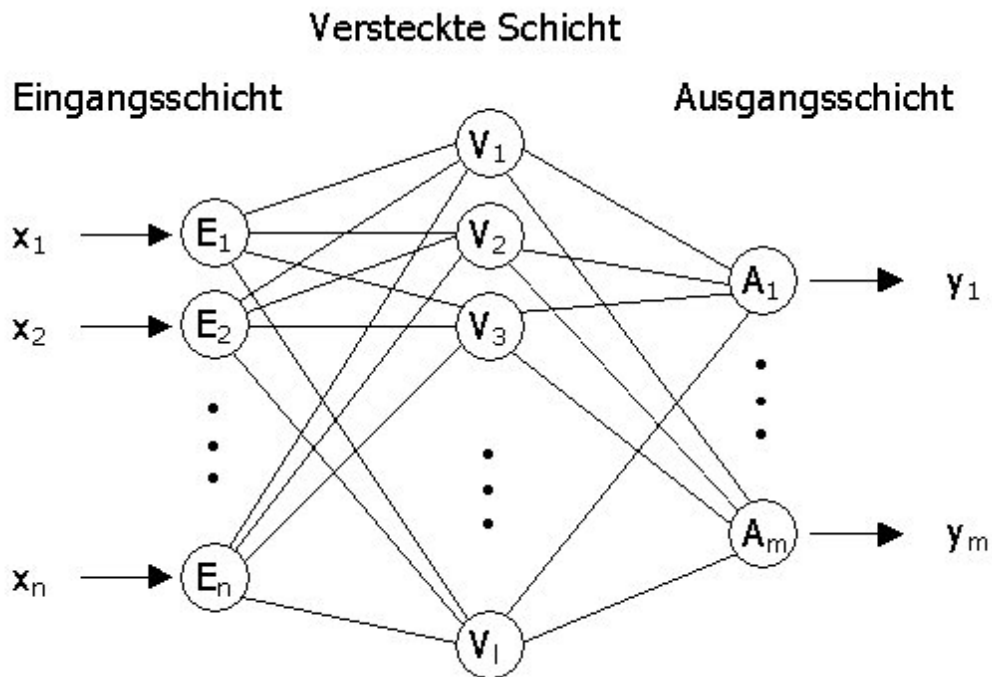 Versteckte Schicht
Eingangsschicht
Ausgangsschicht
V₁
x₁ E₁ V₂
A₁ y₁
x₂ E₂ V₃
xₙ Eₙ
Aₘ yₘ
Vₗ